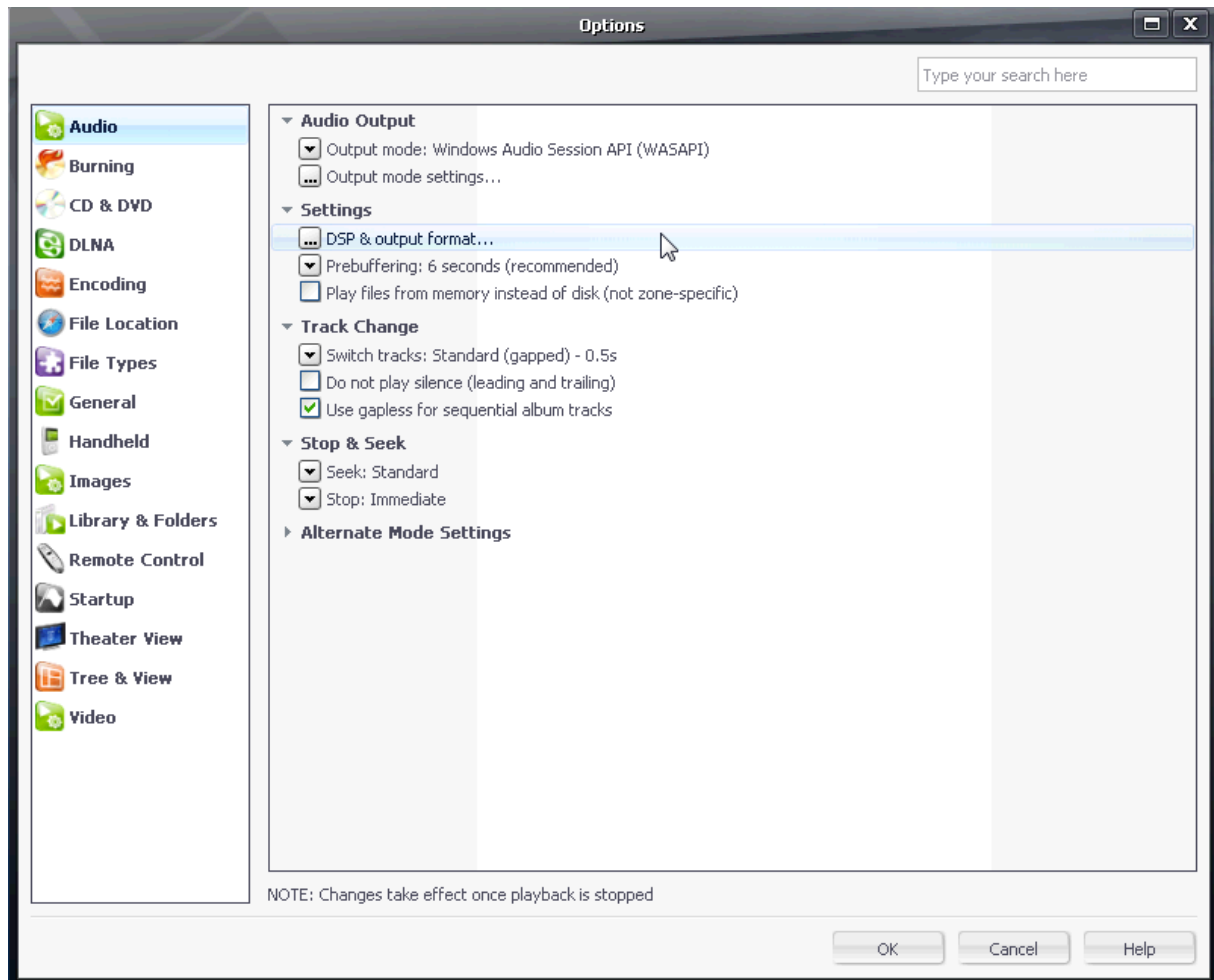 Options
Type your search here
Audio
Burning
CD & DVD
DLNA
Encoding
File Location
File Types
General
Handheld
Images
Library & Folders
Remote Control
Startup
Theater View
Tree & View
Video
Audio Output
Output mode: Windows Audio Session API (WASAPI)
Output mode settings...
Settings
DSP & output format...
Prebuffering: 6 seconds (recommended)
Play files from memory instead of disk (not zone-specific)
Track Change
Switch tracks: Standard (gapped) - 0.5s
Do not play silence (leading and trailing)
Use gapless for sequential album tracks
Stop & Seek
Seek: Standard
Stop: Immediate
Alternate Mode Settings
NOTE: Changes take effect once playback is stopped
OK
Cancel
Help